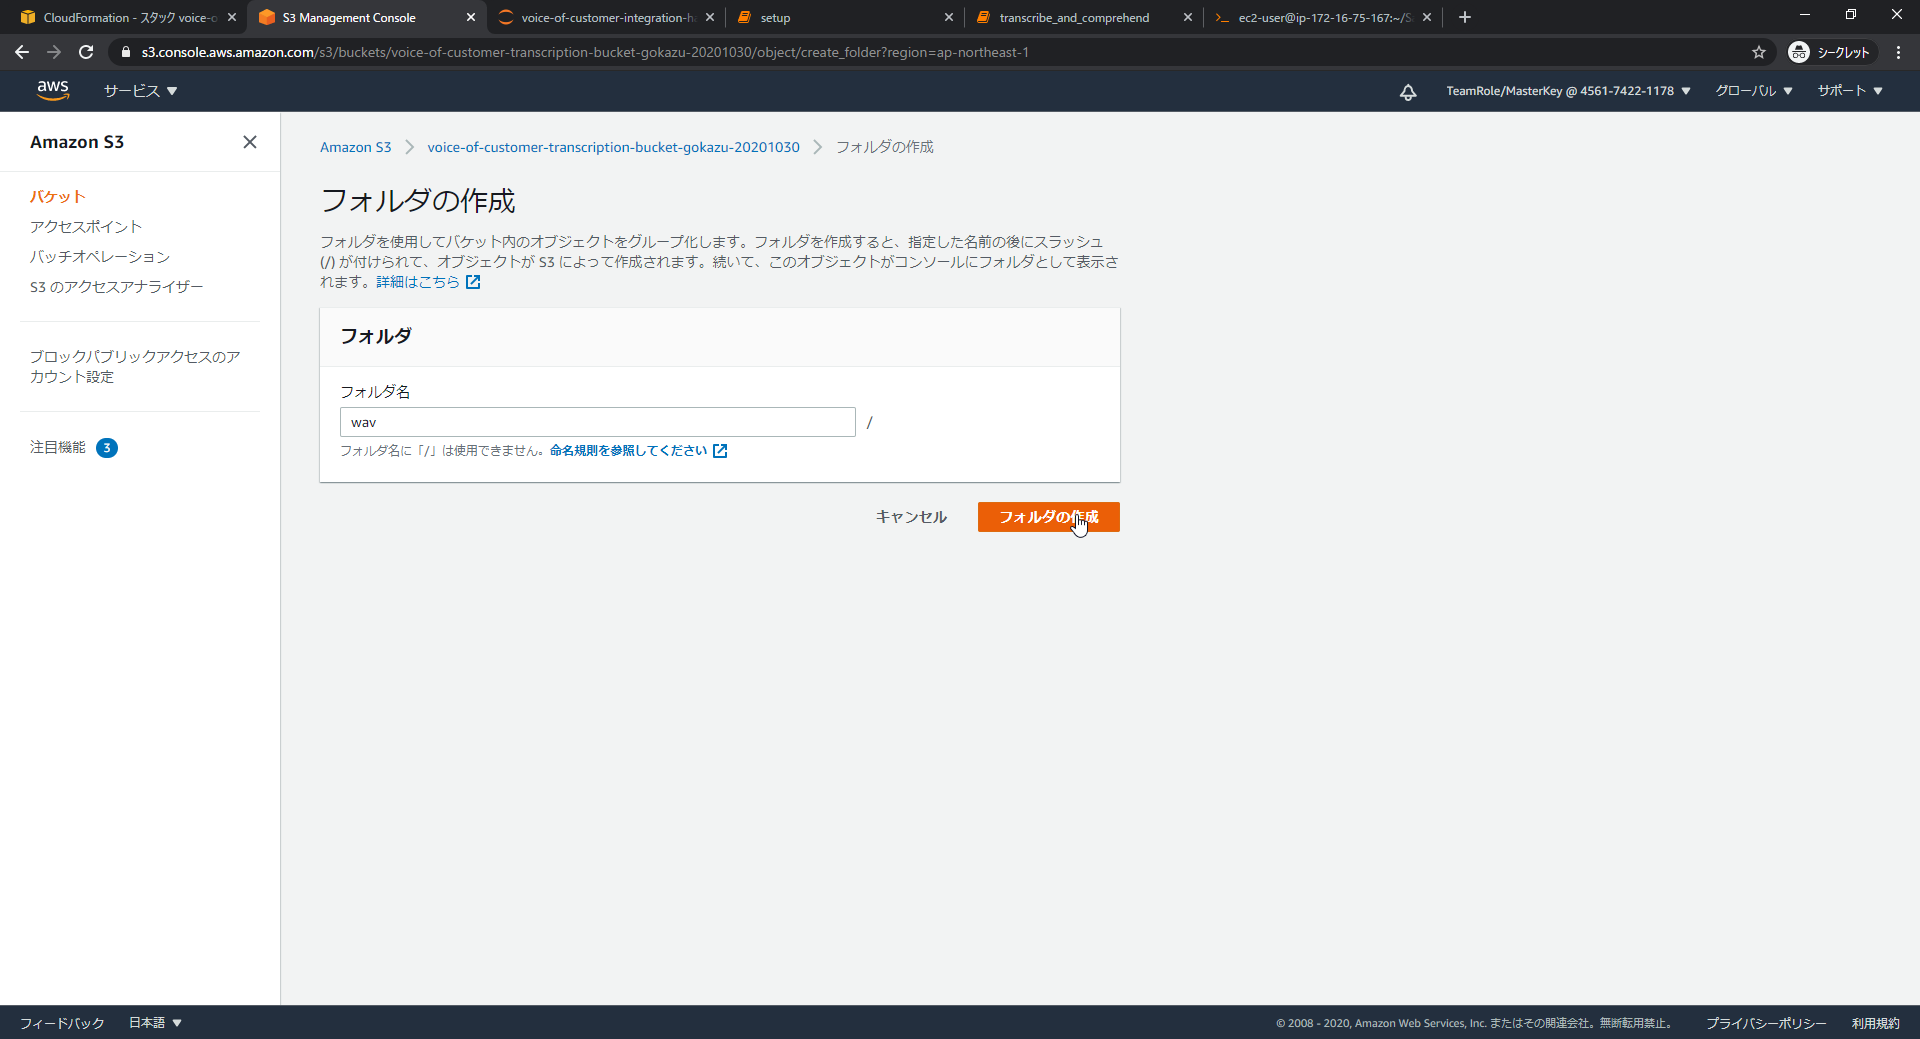 CloudFormation - スタック voice-o
S3 Management Console
voice-of-customer-integration-ha
setup
transcribe_and_comprehend
ec2-user@ip-172-16-75-167:~/S
s3.console.aws.amazon.com/s3/buckets/voice-of-customer-transcription-bucket-gokazu-20201030/object/create_folder?region=ap-northeast-1
シークレット
aws
サービス
TeamRole/MasterKey @ 4561-7422-1178
グローバル
サポート
Amazon S3
バケット
アクセスポイント
バッチオペレーション
S3 のアクセスアナライザー
ブロックパブリックアクセスのア
カウント設定
注目機能 3
Amazon S3 > voice-of-customer-transcription-bucket-gokazu-20201030 > フォルダの作成
フォルダの作成
フォルダを使用してバケット内のオブジェクトをグループ化します。フォルダを作成すると、指定した名前の後にスラッシュ
(/) が付けられて、オブジェクトが S3 によって作成されます。続いて、このオブジェクトがコンソールにフォルダとして表示さ
れます。詳細はこちら
フォルダ
フォルダ名
wav /
フォルダ名に「/」は使用できません。命名規則を参照してください
キャンセル
フォルダの作成
フィードバック
日本語
© 2008 - 2020, Amazon Web Services, Inc. またはその関連会社。無断転用禁止。
プライバシーポリシー
利用規約